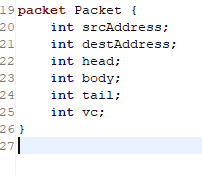 19 packet Packet {
20     int srcAddress;
21     int destAddress;
22     int head;
23     int body;
24     int tail;
25     int vc;
26 }
27